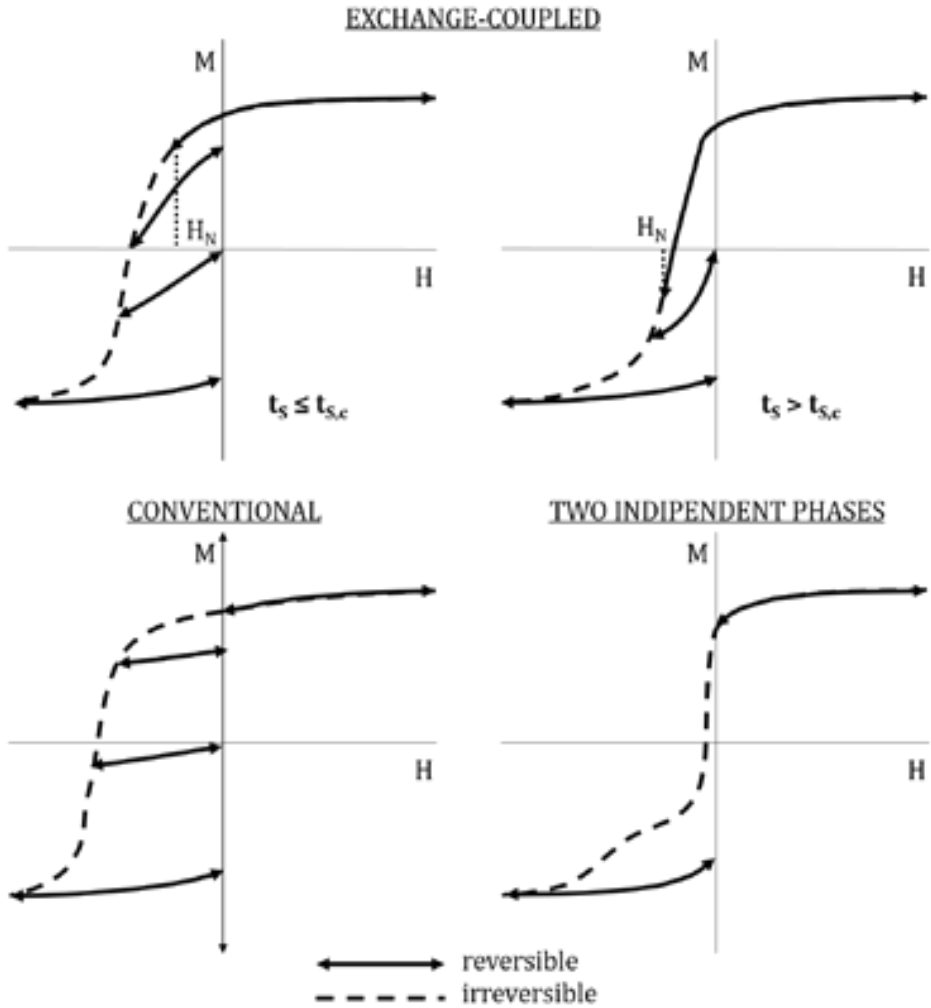 EXCHANGE-COUPLED
M
H_N
H
t_S ≤ t_S,c
M
H_N
H
t_S > t_S,c
CONVENTIONAL
M
H
TWO INDIPENDENT PHASES
M
H
reversible
irreversible